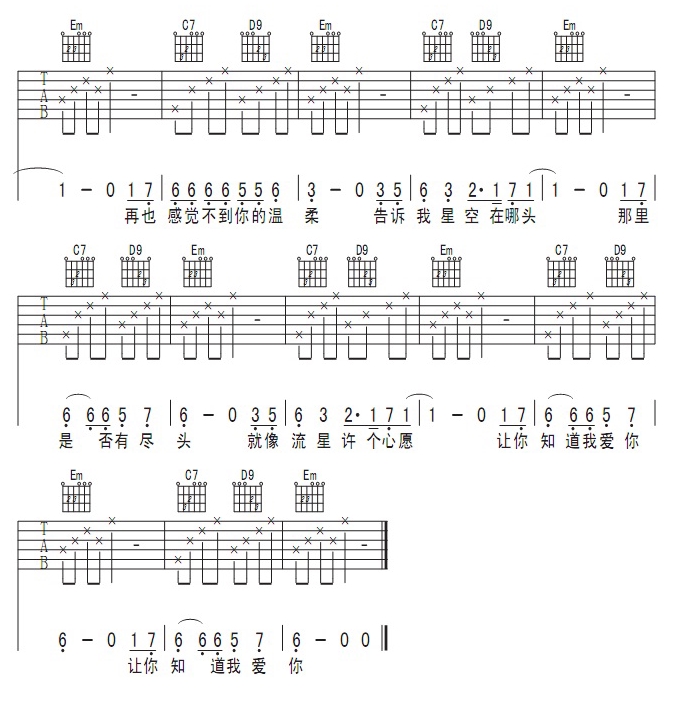 Em C7 D9 Em C7 D9 Em
T
A
B
1 - 0 1 7 | 6 6 6 6 5 5 6 | 3 - 0 3 5 | 6 3 2· 1 7 1 | 1 - 0 1 7 |
再也 感觉不到你的温 柔 告诉 我 星 空 在哪头 那里
C7 D9 Em C7 D9 Em C7 D9
T
A
B
6 6 6 5 7 | 6 - 0 3 5 | 6 3 2· 1 7 1 | 1 - 0 1 7 | 6 6 6 5 7 |
是 否有 尽 头 就像 流 星 许 个心愿 让你 知 道我 爱 你
Em C7 D9 Em
T
A
B
6 - 0 1 7 | 6 6 6 5 7 | 6 - 0 0
让你 知 道我 爱 你